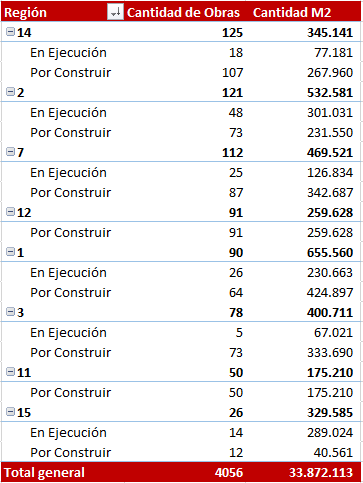 Región Cantidad de Obras Cantidad M2
14 125 345.141
En Ejecución 18 77.181
Por Construir 107 267.960
2 121 532.581
En Ejecución 48 301.031
Por Construir 73 231.550
7 112 469.521
En Ejecución 25 126.834
Por Construir 87 342.687
12 91 259.628
Por Construir 91 259.628
1 90 655.560
En Ejecución 26 230.663
Por Construir 64 424.897
3 78 400.711
En Ejecución 5 67.021
Por Construir 73 333.690
11 50 175.210
Por Construir 50 175.210
15 26 329.585
En Ejecución 14 289.024
Por Construir 12 40.561
Total general 4056 33.872.113